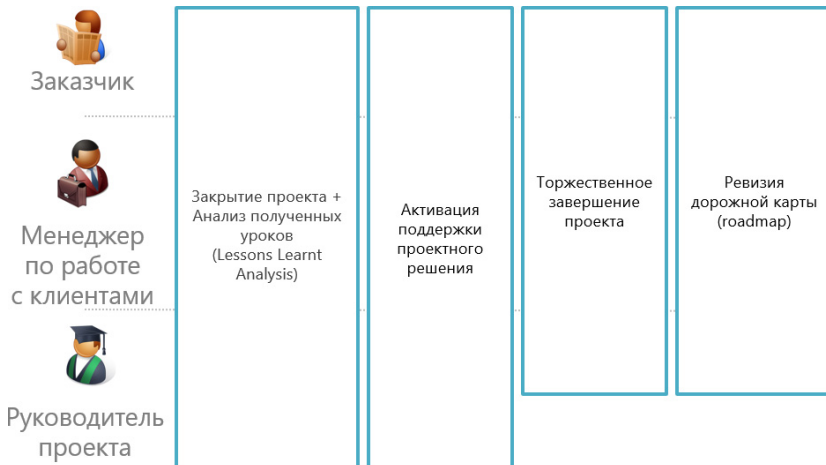 Заказчик
Менеджер
по работе
с клиентами
Руководитель
проекта
Закрытие проекта +
Анализ полученных
уроков
(Lessons Learnt
Analysis)
Активация
поддержки
проектного
решения
Торжественное
завершение
проекта
Ревизия
дорожной карты
(roadmap)